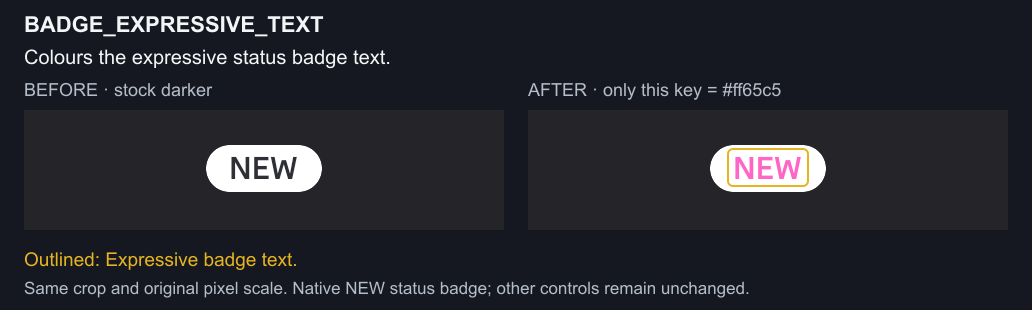 BADGE_EXPRESSIVE_TEXT
Colours the expressive status badge text.
BEFORE · stock darker
AFTER · only this key = #ff65c5
NEW
NEW
Outlined: Expressive badge text.
Same crop and original pixel scale. Native NEW status badge; other controls remain unchanged.